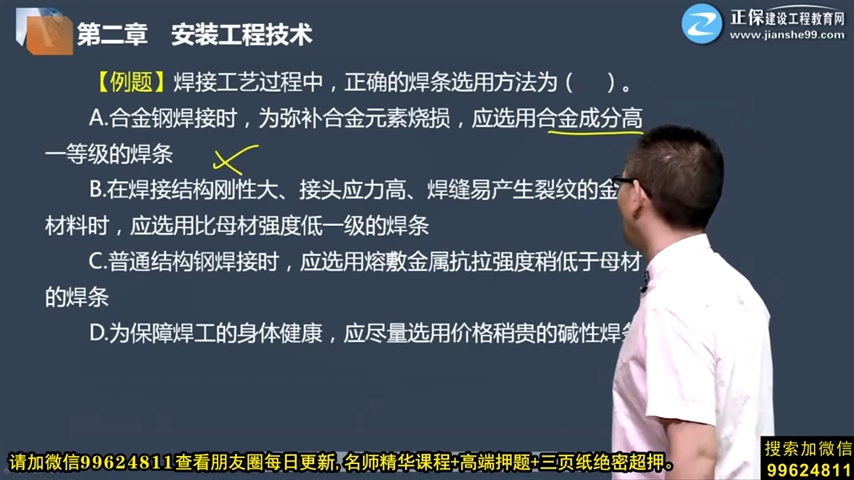 第二章 安装工程技术
正保建设工程教育网
www.jianshe99.com
【例题】焊接工艺过程中，正确的焊条选用方法为（ ）。
A.合金钢焊接时，为弥补合金元素烧损，应选用合金成分高
一等级的焊条
B.在焊接结构刚性大、接头应力高、焊缝易产生裂纹的金
材料时，应选用比母材强度低一级的焊条
C.普通结构钢焊接时，应选用熔敷金属抗拉强度稍低于母材
的焊条
D.为保障焊工的身体健康，应尽量选用价格稍贵的碱性焊
请加微信99624811查看朋友圈每日更新,名师精华课程+高端押题+三页纸绝密超押。
搜索加微信
99624811